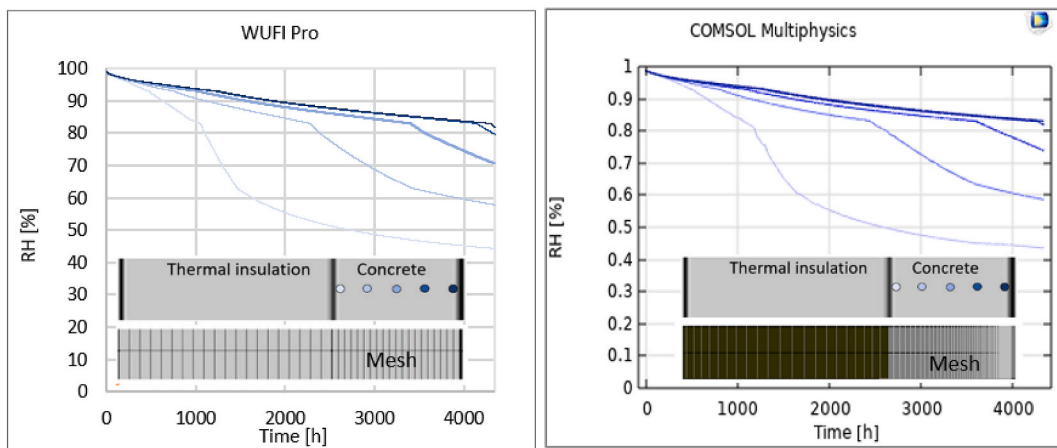 WUFI Pro
100
90
80
70
60
50
40
30
20
10
0
RH [%]
Thermal insulation Concrete
Mesh
0 1000 2000 3000 4000
Time [h]
COMSOL Multiphysics
1
0.9
0.8
0.7
0.6
0.5
0.4
0.3
0.2
0.1
0
RH [%]
Thermal insulation Concrete
Mesh
0 1000 2000 3000 4000
Time [h]